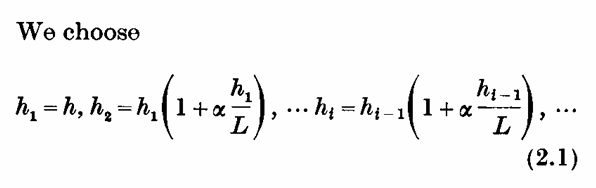 We choose
h₁ = h, h₂ = h₁(1 + α h₁/L), ··· hᵢ = hᵢ₋₁(1 + α hᵢ₋₁/L), ···
(2.1)